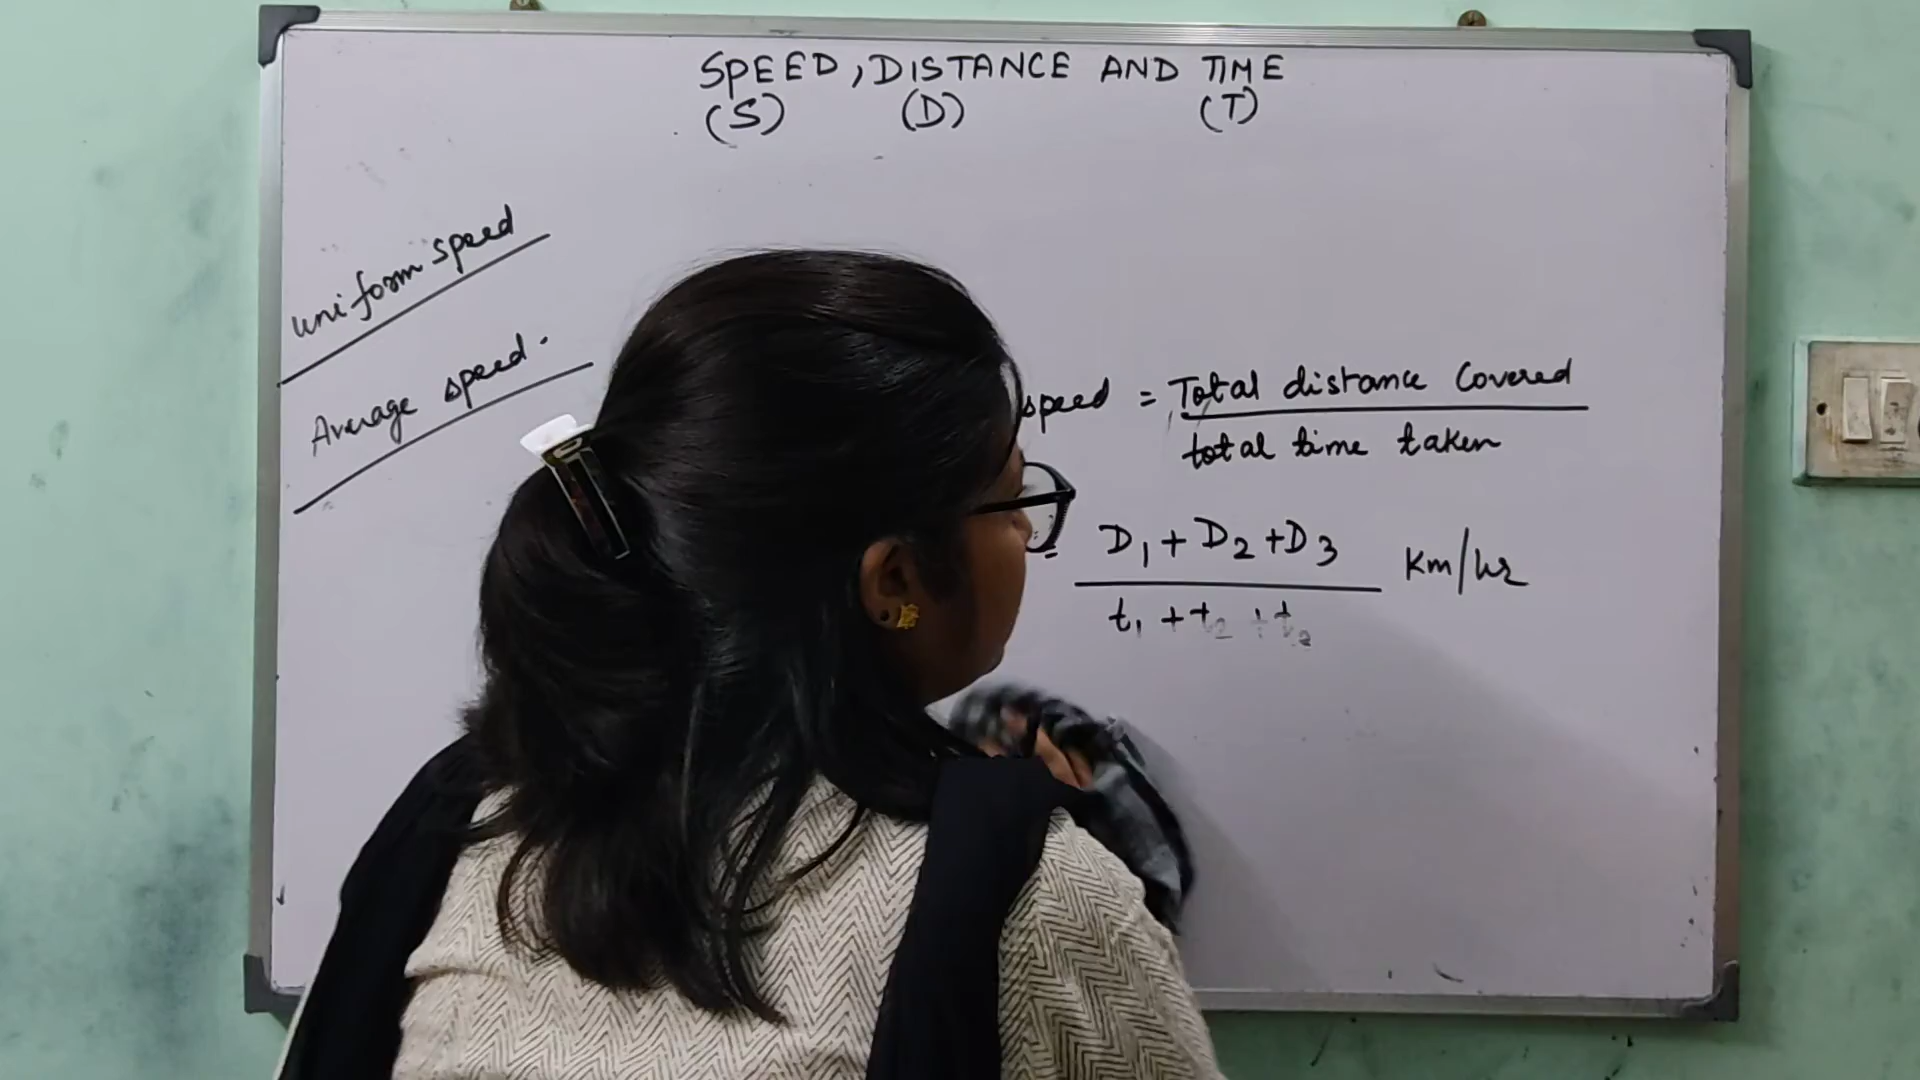 SPEED, DISTANCE AND TIME
(S) (D) (T)
uniform speed
Average speed.
speed = Total distance Covered
total time taken
= D1 + D2 + D3 Km/hr
t1 + t2 + t3